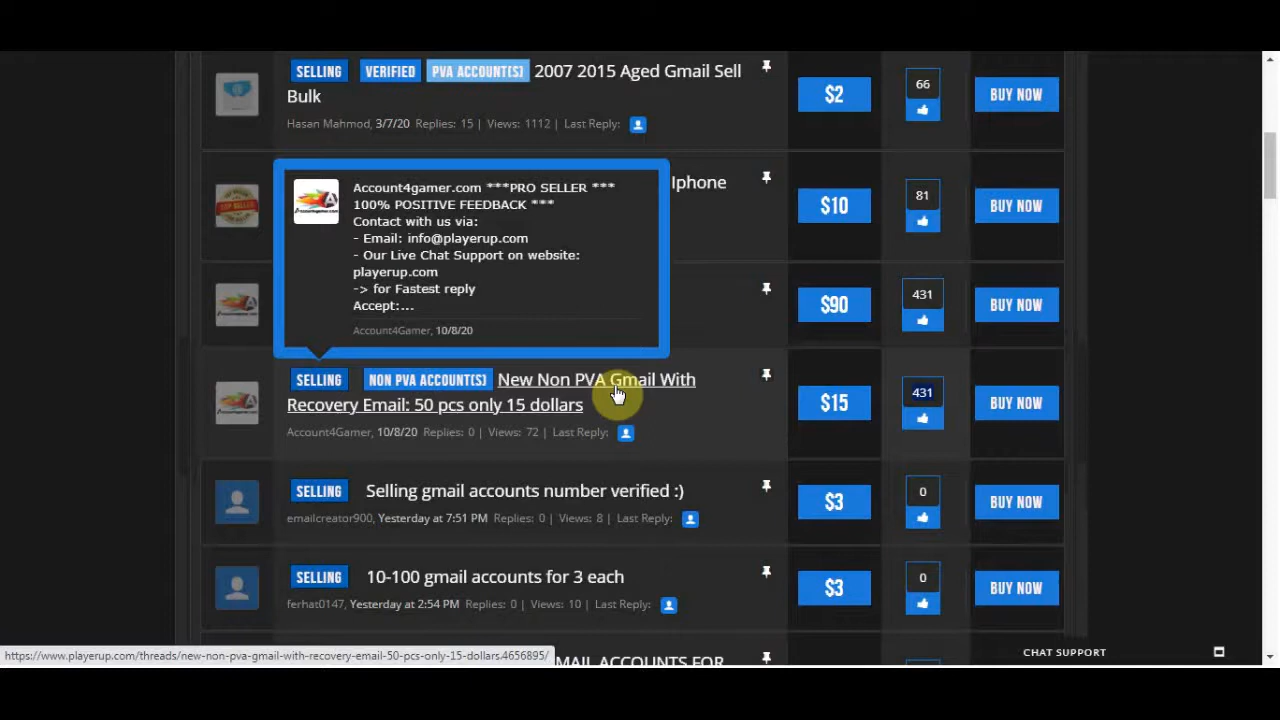 SELLING VERIFIED PVA ACCOUNT(S) 2007 2015 Aged Gmail Sell
Bulk
Hasan Mahmod, 3/7/20 Replies: 15 | Views: 1112 | Last Reply:
$2
66
BUY NOW
Iphone
$10
81
BUY NOW
Account4gamer.com ***PRO SELLER ***
100% POSITIVE FEEDBACK ***
Contact with us via:
- Email: info@playerup.com
- Our Live Chat Support on website:
playerup.com
-> for Fastest reply
Accept:...
Account4Gamer, 10/8/20
$90
431
BUY NOW
SELLING NON PVA ACCOUNT(S) New Non PVA Gmail With
Recovery Email: 50 pcs only 15 dollars
Account4Gamer, 10/8/20 Replies: 0 | Views: 72 | Last Reply:
$15
431
BUY NOW
SELLING Selling gmail accounts number verified :)
emailcreator900, Yesterday at 7:51 PM Replies: 0 | Views: 8 | Last Reply:
$3
0
BUY NOW
SELLING 10-100 gmail accounts for 3 each
ferhat0147, Yesterday at 2:54 PM Replies: 0 | Views: 10 | Last Reply:
$3
0
BUY NOW
ACCOUNTS FOR
https://www.playerup.com/threads/new-non-pva-gmail-with-recovery-email-50-pcs-only-15-dollars.4656895/
CHAT SUPPORT